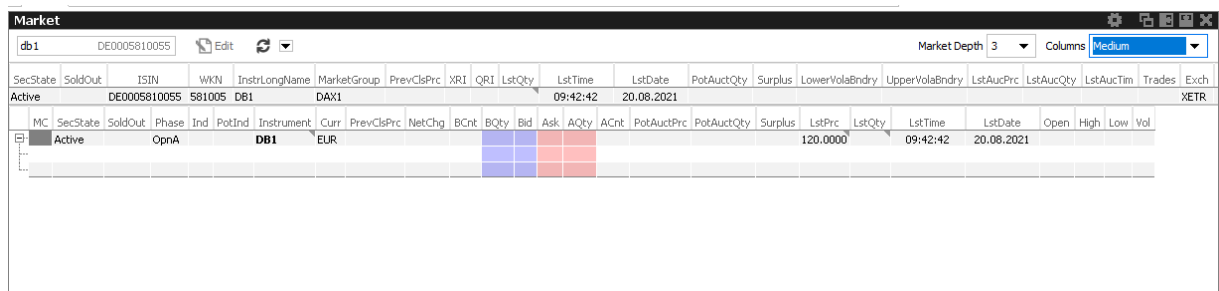 Market
db1 DE0005810055 Edit Market Depth 3 Columns Medium
SecState SoldOut ISIN WKN InstrLongName MarketGroup PrevClsPrc XRI QRI LstQty LstTime LstDate PotAuctQty Surplus LowerVolaBndry UpperVolaBndry LstAucPrc LstAucQty LstAucTim Trades Exch
Active DE0005810055 581005 DB1 DAX1 09:42:42 20.08.2021 XETR
MC SecState SoldOut Phase Ind PotInd Instrument Curr PrevClsPrc NetChg BCnt BQty Bid Ask AQty ACnt PotAuctPrc PotAuctQty Surplus LstPrc LstQty LstTime LstDate Open High Low Vol
Active OpnA DB1 EUR 120.0000 09:42:42 20.08.2021